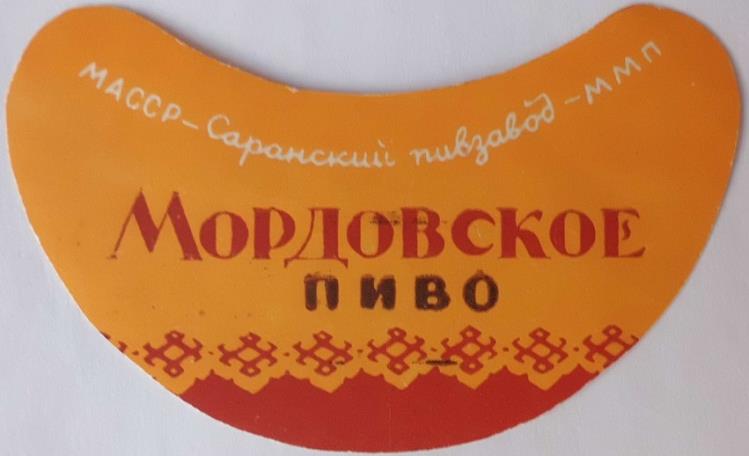 МАССР-Саранский пивзавод-ММП
МОРДОВСКОЕ
ПИВО